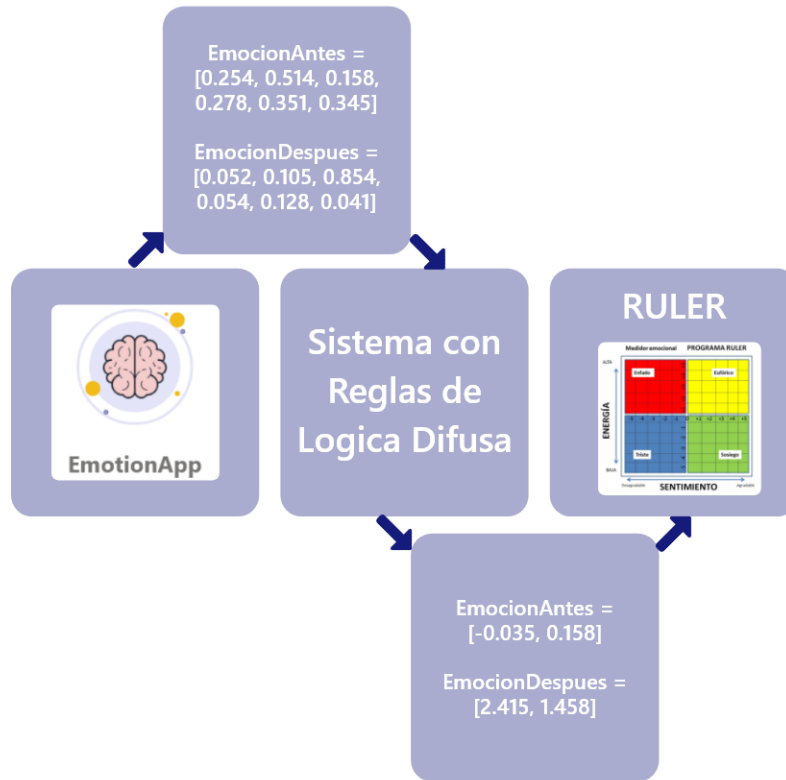 EmocionAntes =
[0.254, 0.514, 0.158,
0.278, 0.351, 0.345]
EmocionDespues =
[0.052, 0.105, 0.854,
0.054, 0.128, 0.041]
EmotionApp
Sistema con
Reglas de
Logica Difusa
RULER
Medidor emocional PROGRAMA RULER
ALTA
Enfado
Eufórico
ENERGÍA
Triste
Sosiego
BAJA
SENTIMIENTO
EmocionAntes =
[-0.035, 0.158]
EmocionDespues =
[2.415, 1.458]